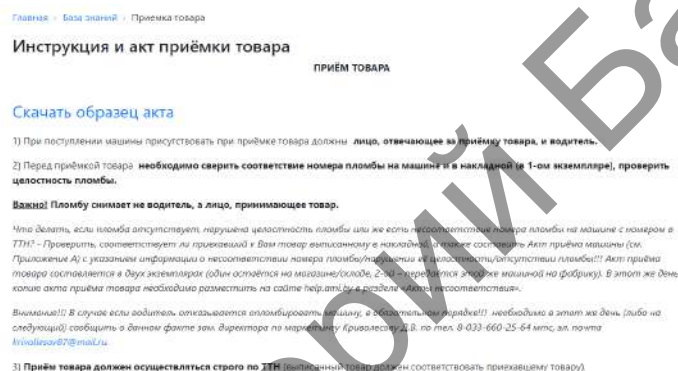 Главная › База знаний › Приемка товара
Инструкция и акт приёмки товара
ПРИЁМ ТОВАРА
Скачать образец акта
1) При поступлении машины присутствовать при приёмке товара должны лицо, отвечающее за приёмку товара, и водитель.
2) Перед приёмкой товара необходимо сверить соответствие номера пломбы на машине и в накладной (в 1-ом экземпляре), проверить
целостность пломбы.
Важно! Пломбу снимает не водитель, а лицо, принимающее товар.
Что делать, если пломба отсутствует, нарушена целостность пломбы или же есть несоответствие номера пломбы на машине с номером в
ТТН? – Проверить, соответствует ли приехавший к Вам товар выписанному в накладной, а также составить Акт приёма машины (см.
Приложение А) с указанием информации о несоответствии номера пломбы/нарушении её целостности/отсутствии пломбы!!! Акт приёма
товара составляется в двух экземплярах (один остаётся на магазине/складе, 2-ой – передаётся этой же машиной на фабрику). В этот же день
копию акта приёма товара необходимо разместить на сайте help.ami.by в разделе «Акты несоответствия».
Внимание!!! В случае если водитель отказывается опломбировать машину, в обязательном порядке!!! необходимо в этот же день (либо на
следующий) сообщить о данном факте зам. директора по маркетингу Криволесову Д.В. по тел. 8-033-660-25-64 мтс, эл. почта
krivolesov87@mail.ru
3) Приём товара должен осуществляться строго по ТТН (выписанный товар должен соответствовать приехавшему товару).